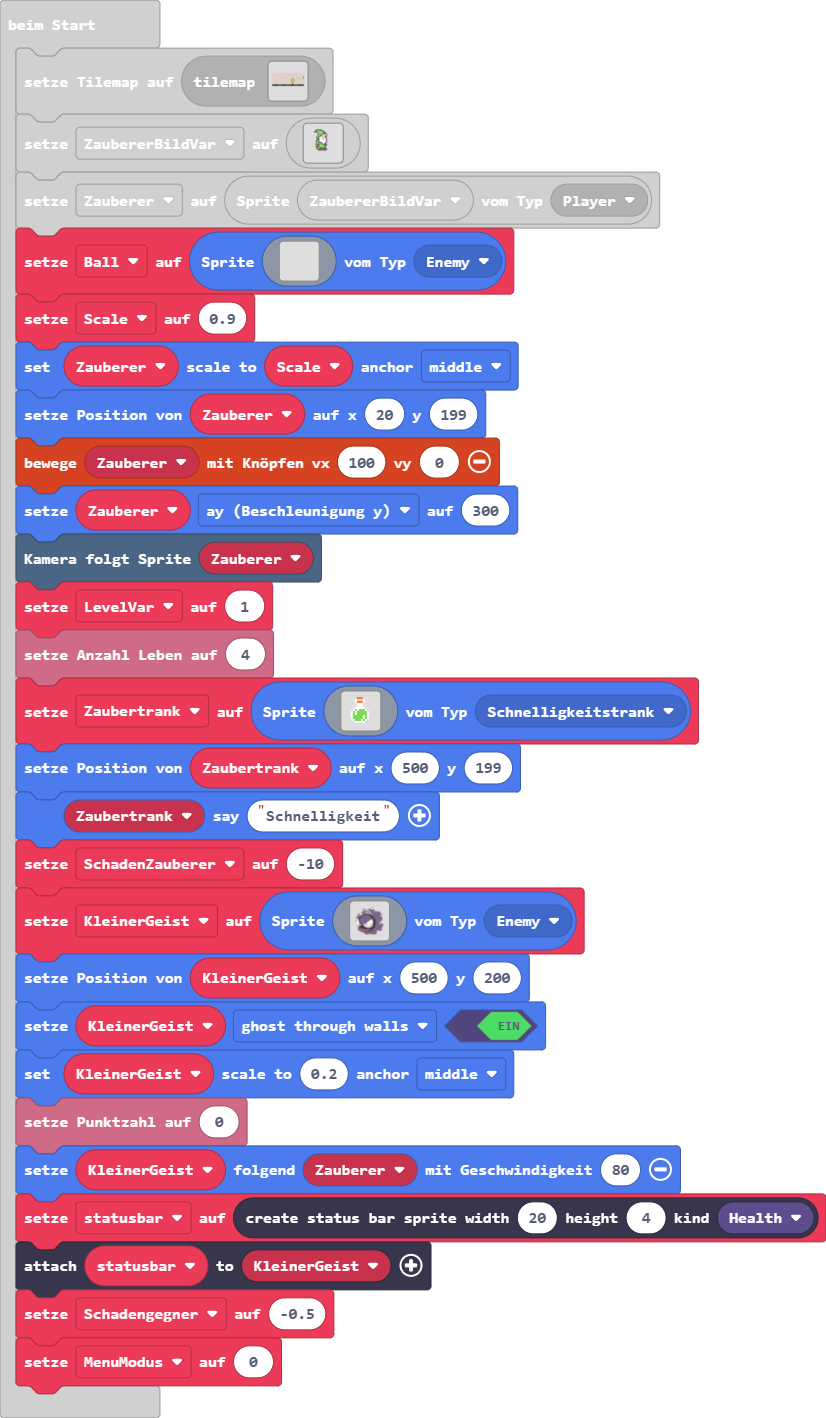 beim Start
setze Tilemap auf tilemap
setze ZaubererBildVar auf
setze Zauberer auf Sprite ZaubererBildVar vom Typ Player
setze Ball auf Sprite vom Typ Enemy
setze Scale auf 0.9
set Zauberer scale to Scale anchor middle
setze Position von Zauberer auf x 20 y 199
bewege Zauberer mit Knöpfen vx 100 vy 0
setze Zauberer ay (Beschleunigung y) auf 300
Kamera folgt Sprite Zauberer
setze LevelVar auf 1
setze Anzahl Leben auf 4
setze Zaubertrank auf Sprite vom Typ Schnelligkeitstrank
setze Position von Zaubertrank auf x 500 y 199
Zaubertrank say "Schnelligkeit"
setze SchadenZauberer auf -10
setze KleinerGeist auf Sprite vom Typ Enemy
setze Position von KleinerGeist auf x 500 y 200
setze KleinerGeist ghost through walls EIN
set KleinerGeist scale to 0.2 anchor middle
setze Punktzahl auf 0
setze KleinerGeist folgend Zauberer mit Geschwindigkeit 80
setze statusbar auf create status bar sprite width 20 height 4 kind Health
attach statusbar to KleinerGeist
setze Schadengegner auf -0.5
setze MenuModus auf 0